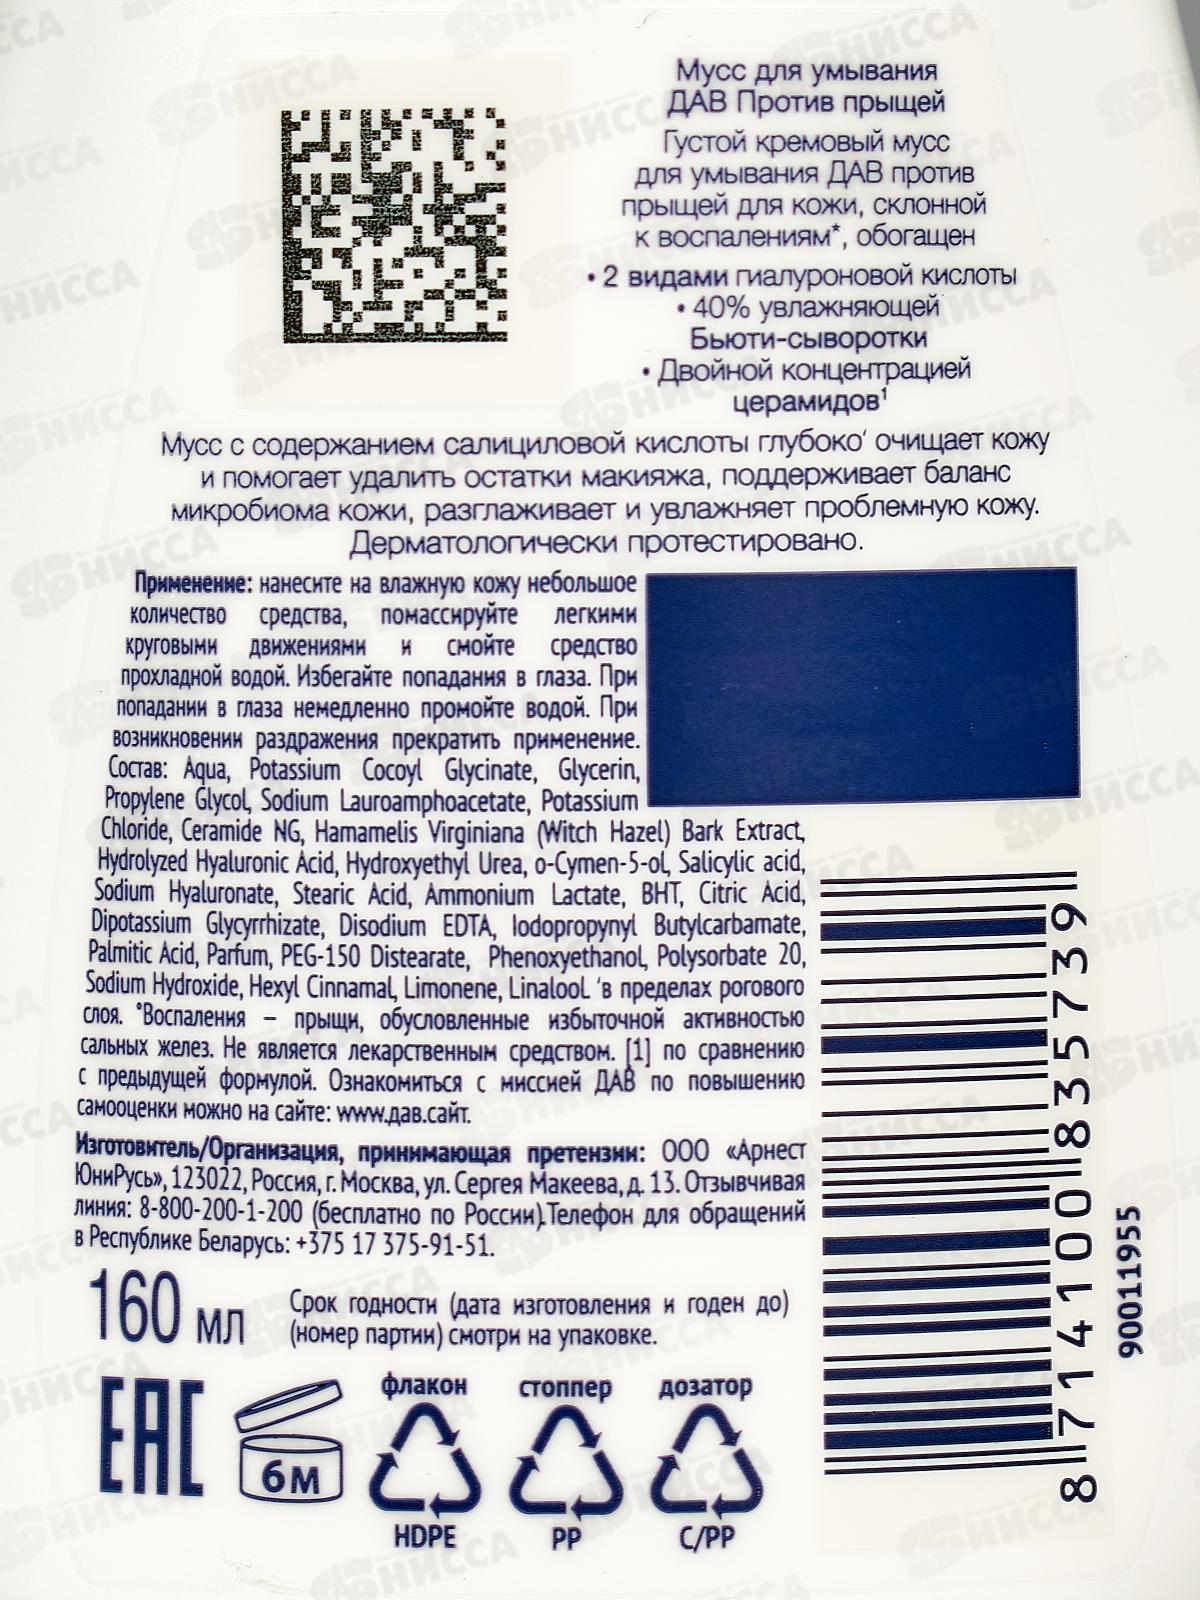 Мусс для умывания
ДАВ Против прыщей
Густой кремовый мусс
для умывания ДАВ против
прыщей для кожи, склонной
к воспалениям*, обогащен
• 2 видами гиалуроновой кислоты
• 40% увлажняющей
Бьюти-сыворотки
• Двойной концентрацией
церамидов¹
Мусс с содержанием салициловой кислоты глубоко' очищает кожу
и помогает удалить остатки макияжа, поддерживает баланс
микробиома кожи, разглаживает и увлажняет проблемную кожу.
Дерматологически протестировано.
Применение: нанесите на влажную кожу небольшое
количество средства, помассируйте легкими
круговыми движениями и смойте средство
прохладной водой. Избегайте попадания в глаза. При
попадании в глаза немедленно промойте водой. При
возникновении раздражения прекратить применение.
Состав: Aqua, Potassium Cocoyl Glycinate, Glycerin,
Propylene Glycol, Sodium Lauroamphoacetate, Potassium
Chloride, Ceramide NG, Hamamelis Virginiana (Witch Hazel) Bark Extract,
Hydrolyzed Hyaluronic Acid, Hydroxyethyl Urea, o-Cymen-5-ol, Salicylic acid,
Sodium Hyaluronate, Stearic Acid, Ammonium Lactate, BHT, Citric Acid,
Dipotassium Glycyrrhizate, Disodium EDTA, Iodopropynyl Butylcarbamate,
Palmitic Acid, Parfum, PEG-150 Distearate, Phenoxyethanol, Polysorbate 20,
Sodium Hydroxide, Hexyl Cinnamal, Limonene, Linalool. 'в пределах рогового
слоя. *Воспаления – прыщи, обусловленные избыточной активностью
сальных желез. Не является лекарственным средством. [1] по сравнению
с предыдущей формулой. Ознакомиться с миссией ДАВ по повышению
самооценки можно на сайте: www.дав.сайт.
Изготовитель/Организация, принимающая претензии: ООО «Арнест
ЮниРусь», 123022, Россия, г. Москва, ул. Сергея Макеева, д. 13. Отзывчивая
линия: 8-800-200-1-200 (бесплатно по России).Телефон для обращений
в Республике Беларусь: +375 17 375-91-51.
160 мл
Срок годности (дата изготовления и годен до)
(номер партии) смотри на упаковке.
ЕАС
6м
флакон
HDPE
стоппер
PP
дозатор
C/PP
8 714100 835739
90011955
НИССА